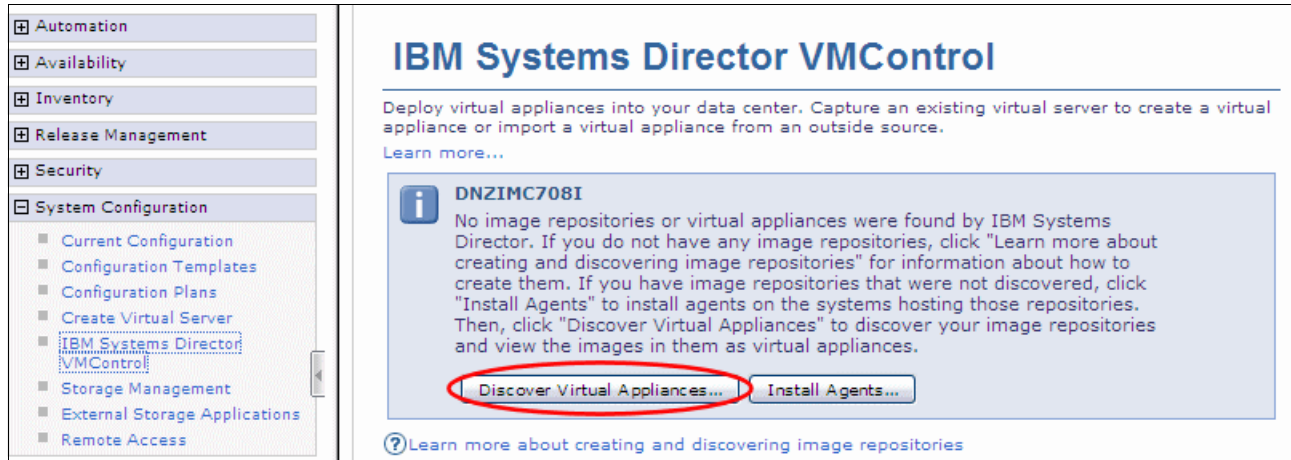 Automation
Availability
Inventory
Release Management
Security
System Configuration
Current Configuration
Configuration Templates
Configuration Plans
Create Virtual Server
IBM Systems Director
VMControl
Storage Management
External Storage Applications
Remote Access
IBM Systems Director VMControl
Deploy virtual appliances into your data center. Capture an existing virtual server to create a virtual
appliance or import a virtual appliance from an outside source.
Learn more...
DNZIMC708I
No image repositories or virtual appliances were found by IBM Systems
Director. If you do not have any image repositories, click "Learn more about
creating and discovering image repositories" for information about how to
create them. If you have image repositories that were not discovered, click
"Install Agents" to install agents on the systems hosting those repositories.
Then, click "Discover Virtual Appliances" to discover your image repositories
and view the images in them as virtual appliances.
Discover Virtual Appliances... Install Agents...
Learn more about creating and discovering image repositories